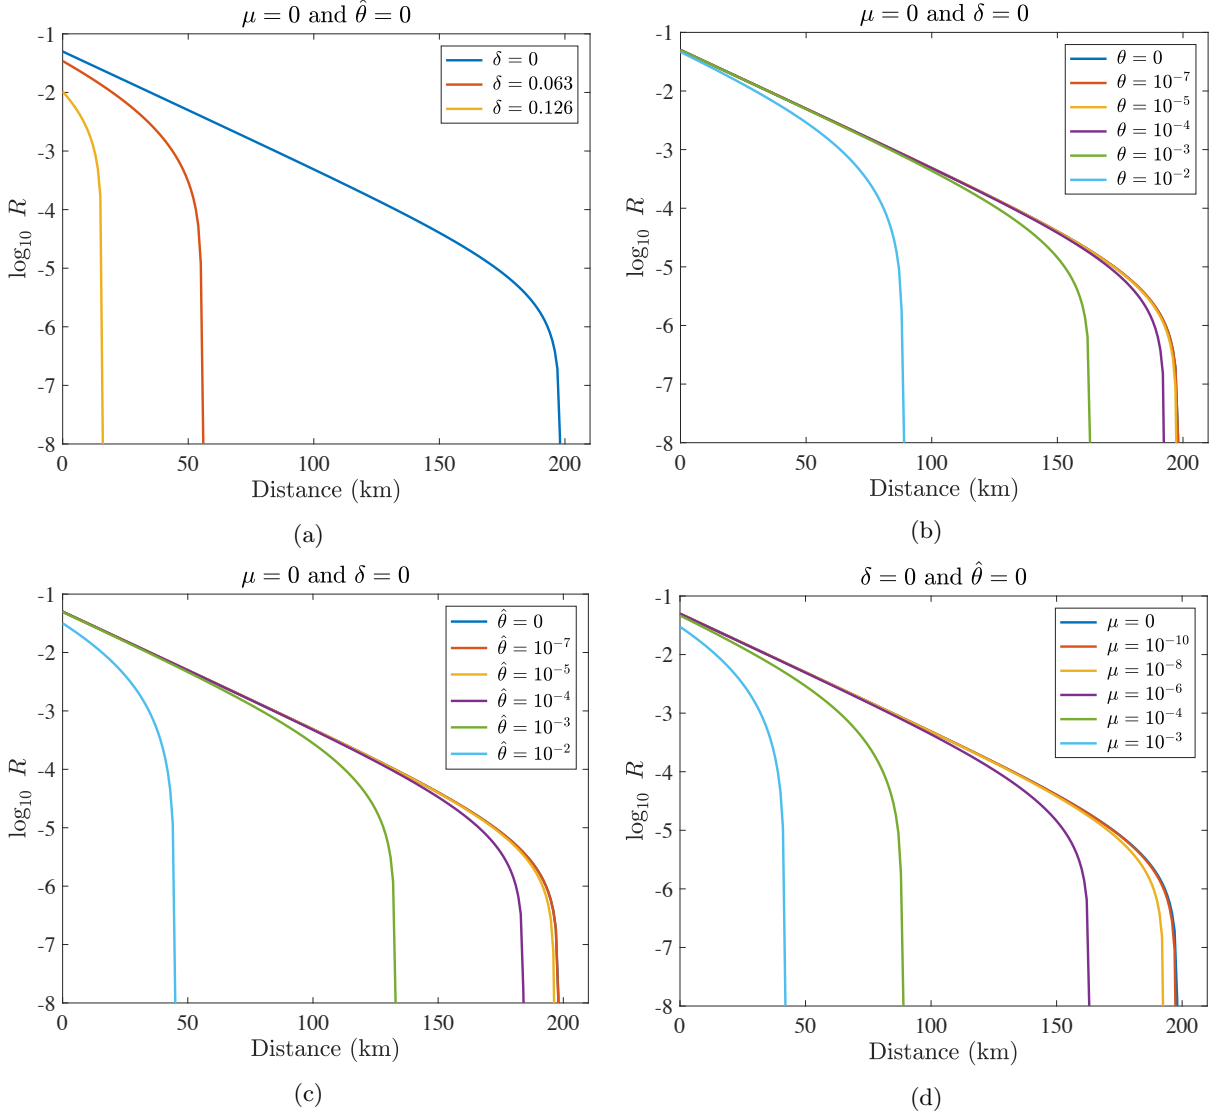 μ = 0 and θ̂ = 0
-1
-2
-3
-4
-5
-6
-7
-8
log₁₀ R
0
50
100
150
200
Distance (km)
δ = 0
δ = 0.063
δ = 0.126
(a)
μ = 0 and δ = 0
-1
-2
-3
-4
-5
-6
-7
-8
log₁₀ R
0
50
100
150
200
Distance (km)
θ = 0
θ = 10⁻⁷
θ = 10⁻⁵
θ = 10⁻⁴
θ = 10⁻³
θ = 10⁻²
(b)
μ = 0 and δ = 0
-1
-2
-3
-4
-5
-6
-7
-8
log₁₀ R
0
50
100
150
200
Distance (km)
θ̂ = 0
θ̂ = 10⁻⁷
θ̂ = 10⁻⁵
θ̂ = 10⁻⁴
θ̂ = 10⁻³
θ̂ = 10⁻²
(c)
δ = 0 and θ̂ = 0
-1
-2
-3
-4
-5
-6
-7
-8
log₁₀ R
0
50
100
150
200
Distance (km)
μ = 0
μ = 10⁻¹⁰
μ = 10⁻⁸
μ = 10⁻⁶
μ = 10⁻⁴
μ = 10⁻³
(d)